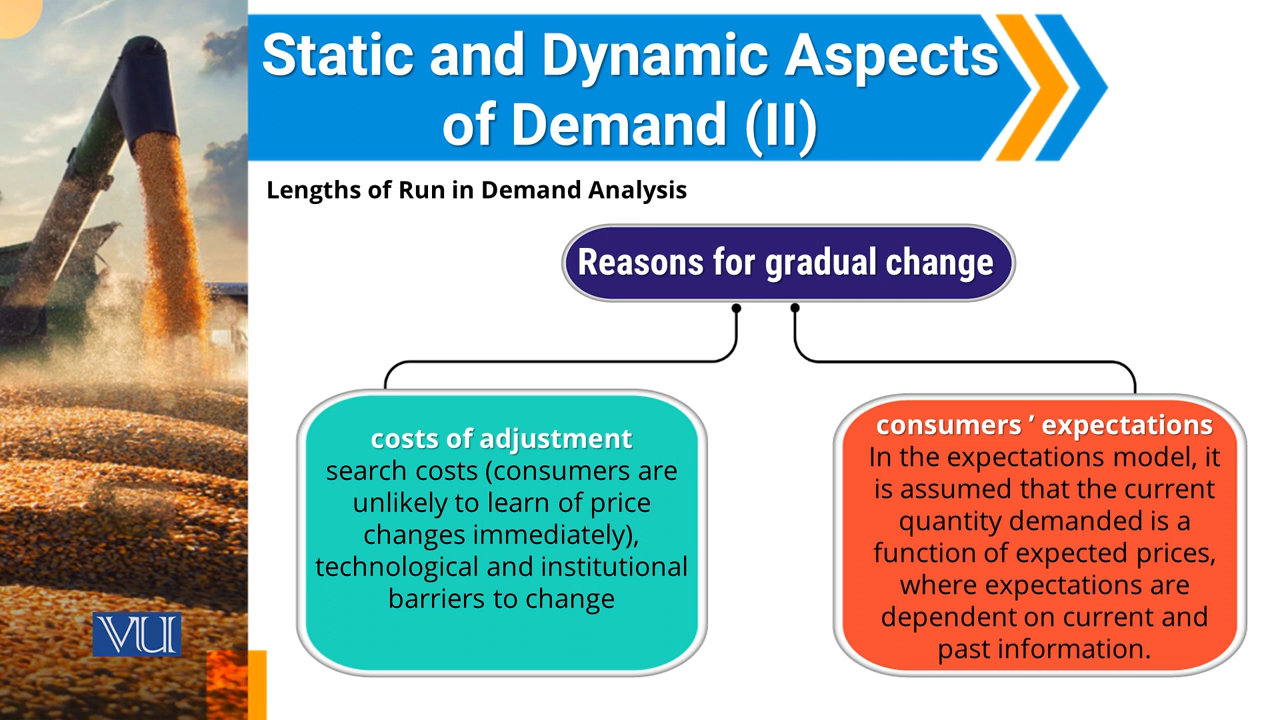 Static and Dynamic Aspects
of Demand (II)
Lengths of Run in Demand Analysis
Reasons for gradual change
costs of adjustment
search costs (consumers are
unlikely to learn of price
changes immediately),
technological and institutional
barriers to change
consumers ’ expectations
In the expectations model, it
is assumed that the current
quantity demanded is a
function of expected prices,
where expectations are
dependent on current and
past information.
VU